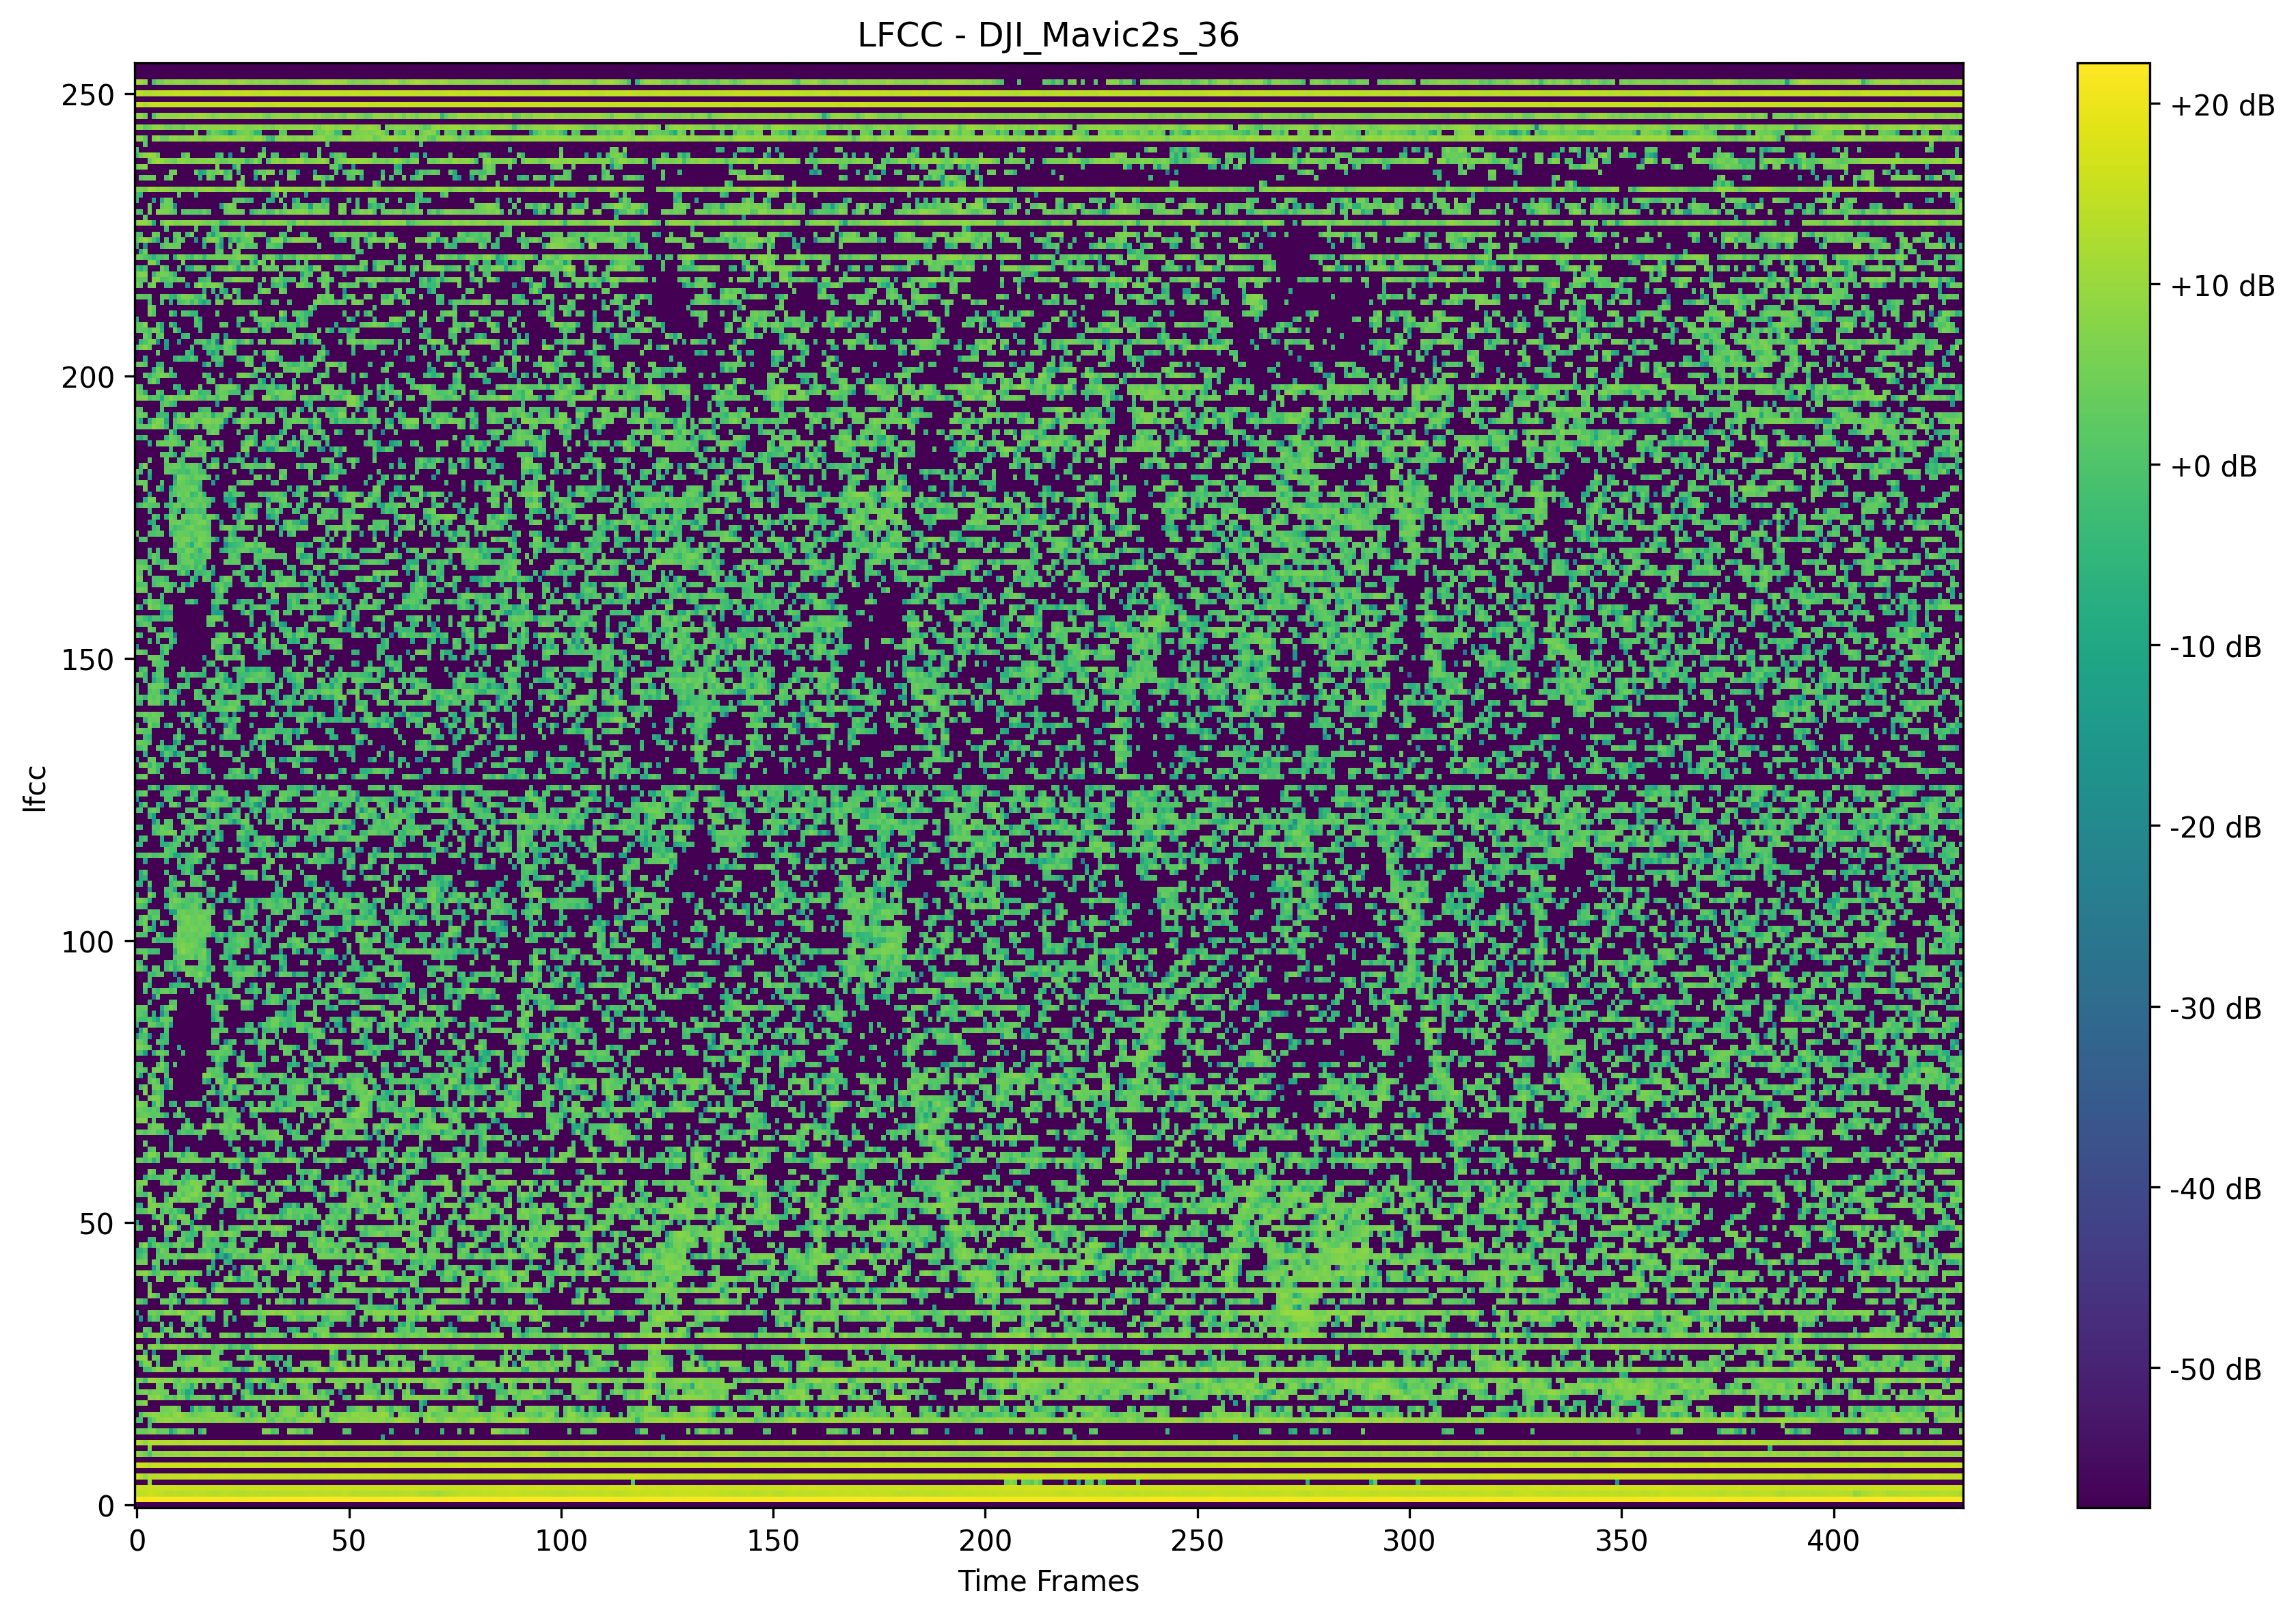 LFCC - DJI_Mavic2s_36
250
200
150
100
50
0
lfcc
0 50 100 150 200 250 300 350 400
Time Frames
+20 dB
+10 dB
+0 dB
-10 dB
-20 dB
-30 dB
-40 dB
-50 dB